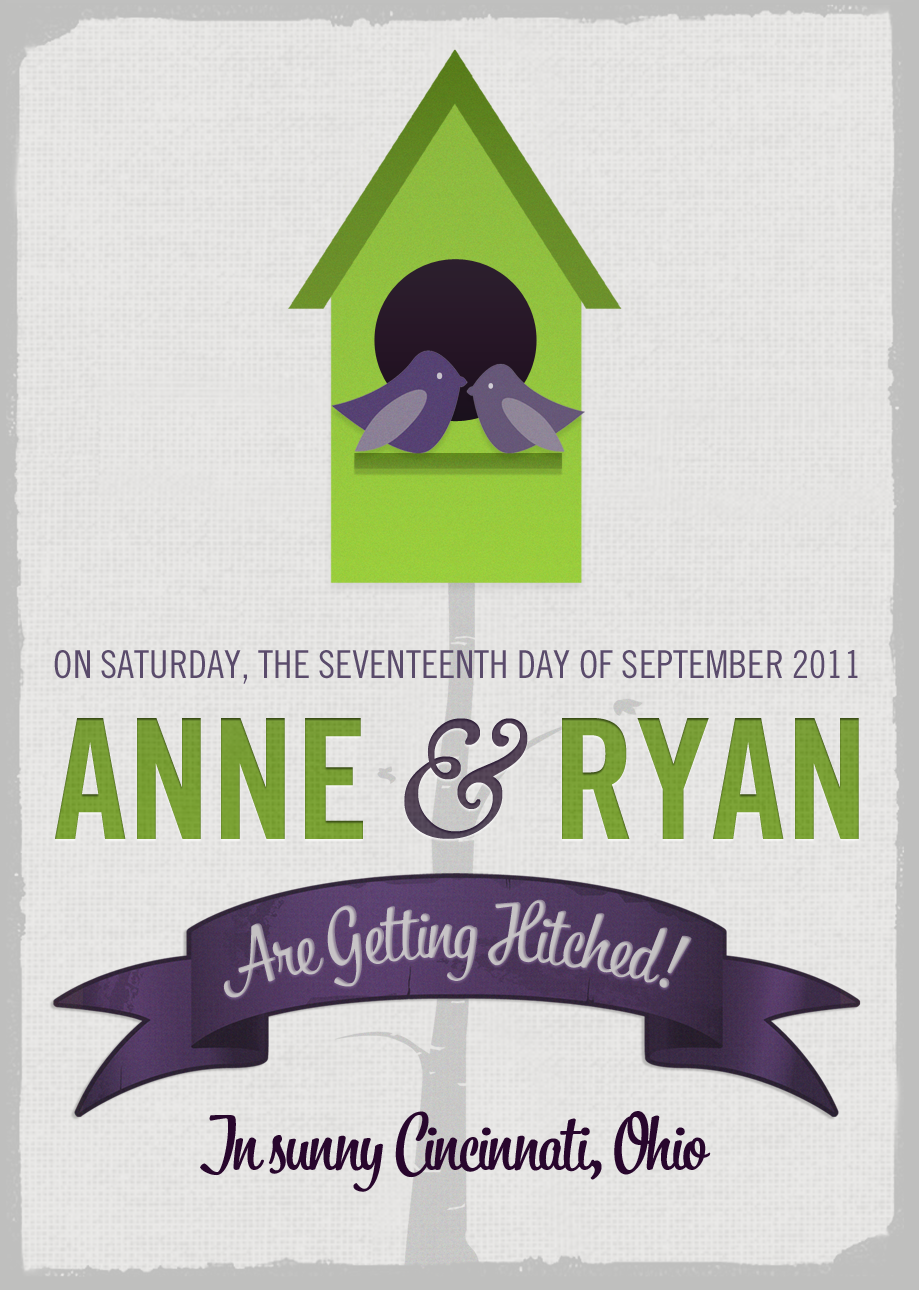 ON SATURDAY, THE SEVENTEENTH DAY OF SEPTEMBER 2011
ANNE & RYAN
Are Getting Hitched!
In sunny Cincinnati, Ohio